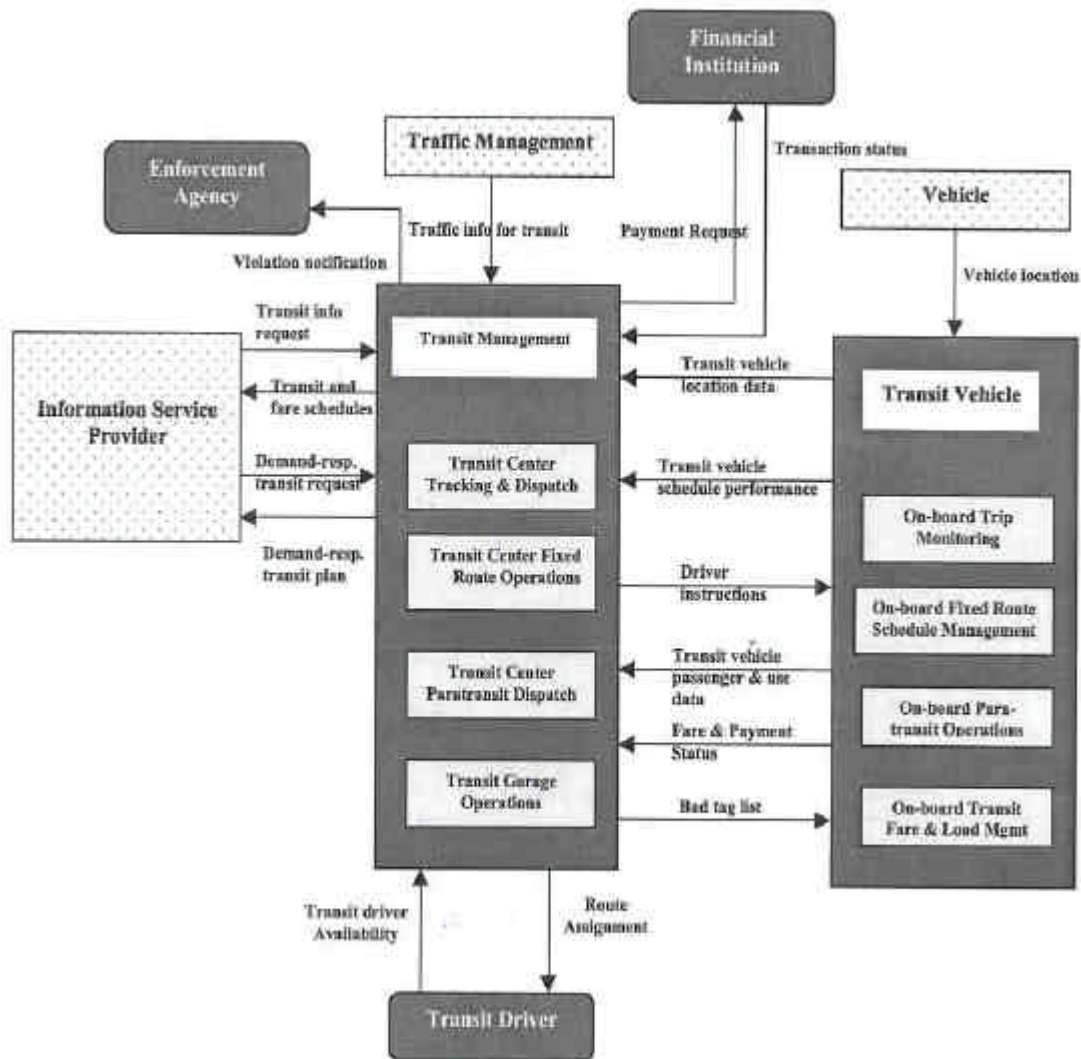 Financial
Institution
Traffic Management
Enforcement
Agency
Transaction status
Vehicle
Traffic info for transit
Payment Request
Violation notification
Vehicle location
Transit info
request
Transit Management
Transit and
fare schedules
Transit vehicle
location data
Transit Vehicle
Information Service
Provider
Demand-resp.
transit request
Transit Center
Tracking & Dispatch
Transit vehicle
schedule performance
On-board Trip
Monitoring
Demand-resp.
transit plan
Transit Center Fixed
Route Operations
Driver
instructions
On-board Fixed Route
Schedule Management
Transit Center
Paratransit Dispatch
Transit vehicle
passenger & use
data
On-board Para-
transit Operations
Fare & Payment
Status
Transit Garage
Operations
Bad tag list
On-board Transit
Fare & Load Mgmt
Transit driver
Availability
Route
Assignment
Transit Driver